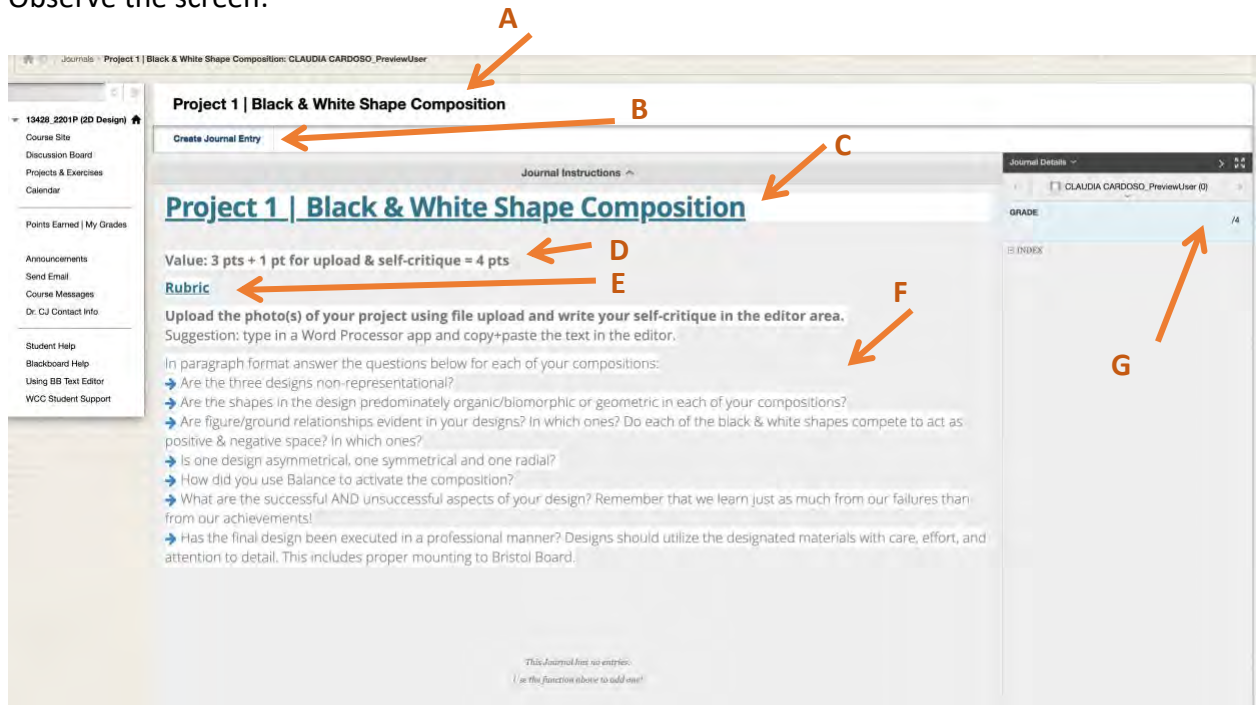 Observe the screen:
A
Journals Project 1 | Black & White Shape Composition: CLAUDIA CARDOSO_PreviewUser
Project 1 | Black & White Shape Composition
B
13428_2201P (2D Design)
Course Site
Discussion Board
Projects & Exercises
Calendar
Points Earned | My Grades
Announcements
Send Email
Course Messages
Dr. CJ Contact Info
Student Help
Blackboard Help
Using BB Text Editor
WCC Student Support
Create Journal Entry
C
Journal Instructions
Project 1 | Black & White Shape Composition
D
Value: 3 pts + 1 pt for upload & self-critique = 4 pts
E
Rubric
F
Upload the photo(s) of your project using file upload and write your self-critique in the editor area.
Suggestion: type in a Word Processor app and copy+paste the text in the editor.
In paragraph format answer the questions below for each of your compositions:
→ Are the three designs non-representational?
→ Are the shapes in the design predominately organic/biomorphic or geometric in each of your compositions?
→ Are figure/ground relationships evident in your designs? In which ones? Do each of the black & white shapes compete to act as
positive & negative space? In which ones?
→ Is one design asymmetrical, one symmetrical and one radial?
→ How did you use Balance to activate the composition?
→ What are the successful AND unsuccessful aspects of your design? Remember that we learn just as much from our failures than
from our achievements!
→ Has the final design been executed in a professional manner? Designs should utilize the designated materials with care, effort, and
attention to detail. This includes proper mounting to Bristol Board.
This Journal has no entries.
Use the function above to add one!
Journal Details
CLAUDIA CARDOSO_PreviewUser (0)
GRADE
/4
INDEX
G